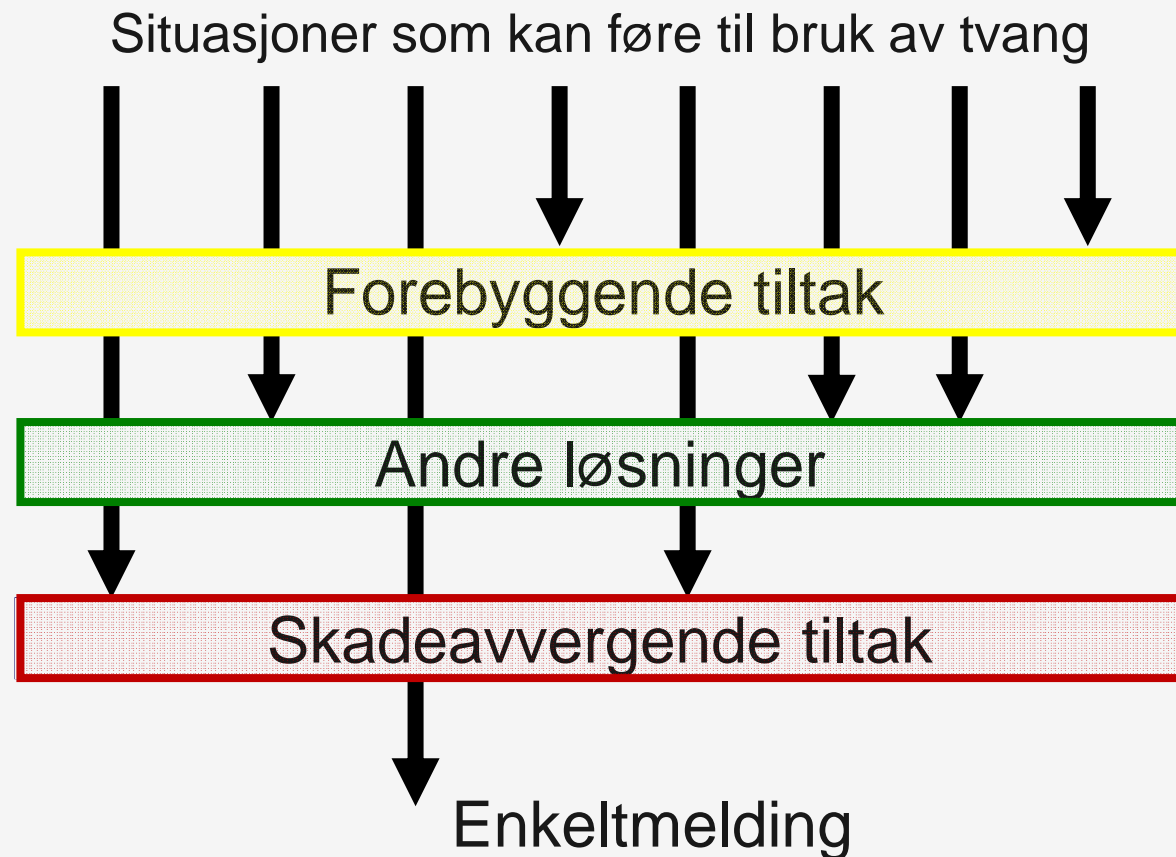 Situasjoner som kan føre til bruk av tvang
Forebyggende tiltak
Andre løsninger
Skadeavvergende tiltak
Enkeltmelding